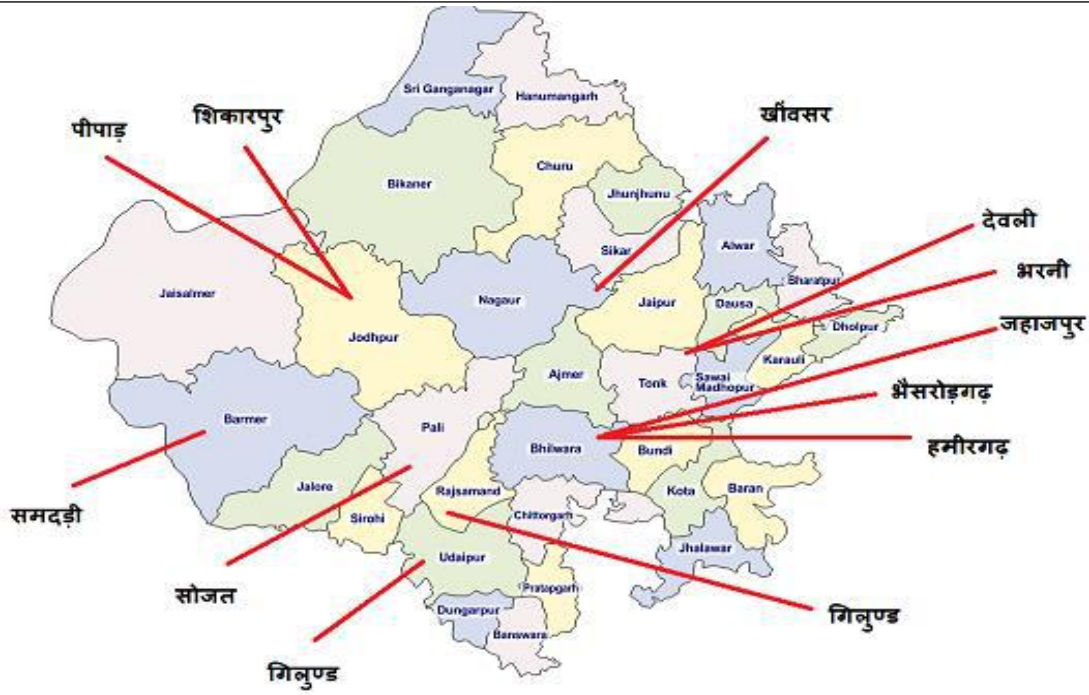 Sri Ganganagar
Hanumangarh
शिकारपुर
खींवसर
पीपाड़
Churu
Bikaner
Jhunjhunu
देवली
Sikar
Alwar
भरनी
Bharatpur
Jaisalmer
Nagaur
Jaipur
Dausa
जहाजपुर
Dholpur
Jodhpur
Karauli
Ajmer
Tonk
Sawai
Madhopur
भैसरोड़गढ़
Barmer
Pali
Bhilwara
Bundi
हमीरगढ़
Jalore
Rajsamand
Kota
Baran
समदड़ी
Sirohi
Chittorgarh
Jhalawar
Udaipur
सोजत
Pratapgarh
Dungarpur
गिलुण्ड
Banswara
गिलुण्ड